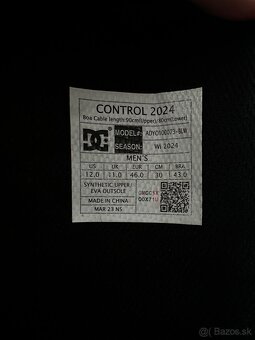 CONTROL 2024
Boa Cable length:90cm(Upper)/80cm(Lower)
MODEL#: ADYO100073-BLW
SEASON: WI 2024
MEN'S
US UK EUR CM BRA
12.0 11.0 46.0 30 43.0
SYNTHETIC UPPER/
EVA OUTSOLE
MADE IN CHINA
MAR 23 NS
Bazos.sk